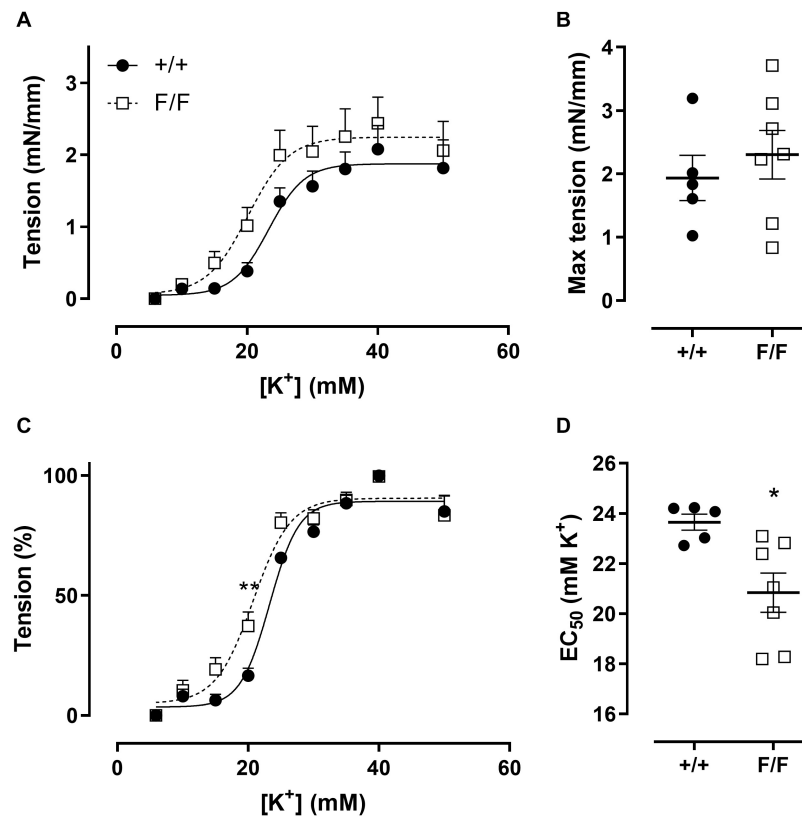 A
+/+
F/F
Tension (mN/mm)
3
2
1
0
0 20 40 60
[K⁺] (mM)
B
Max tension (mN/mm)
4
3
2
1
0
+/+ F/F
C
Tension (%)
100
50
0
**
0 20 40 60
[K⁺] (mM)
D
EC₅₀ (mM K⁺)
26
24
22
20
18
16
*
+/+ F/F